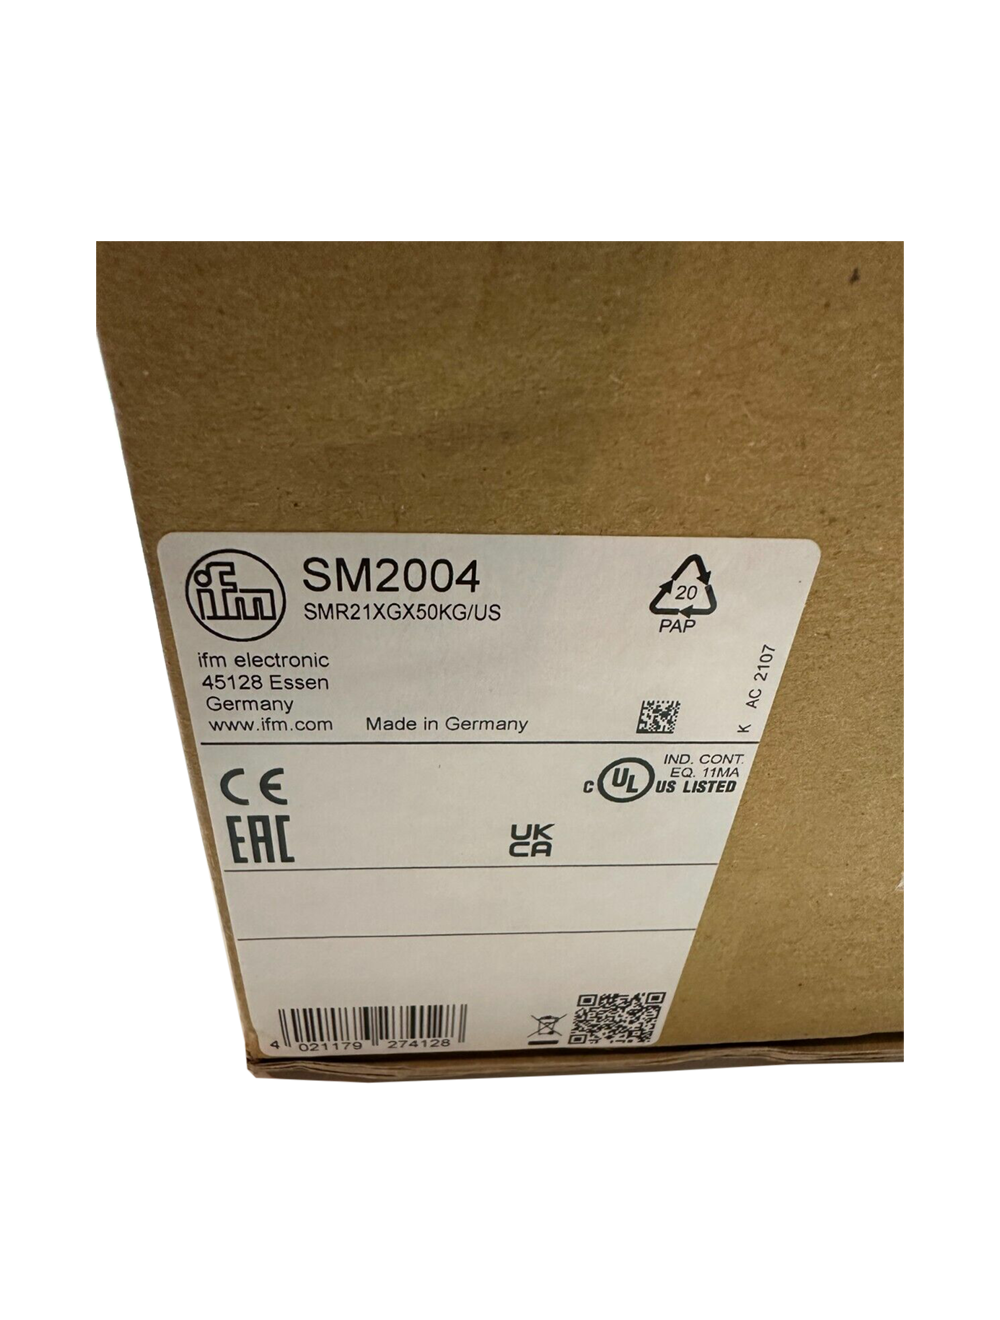 ifm
SM2004
SMR21XGX50KG/US
ifm electronic
45128 Essen
Germany
www.ifm.com
Made in Germany
20
PAP
K AC 2107
CE
EAC
UK
CA
C UL US LISTED
IND. CONT.
EQ. 11MA
4 021179 274128